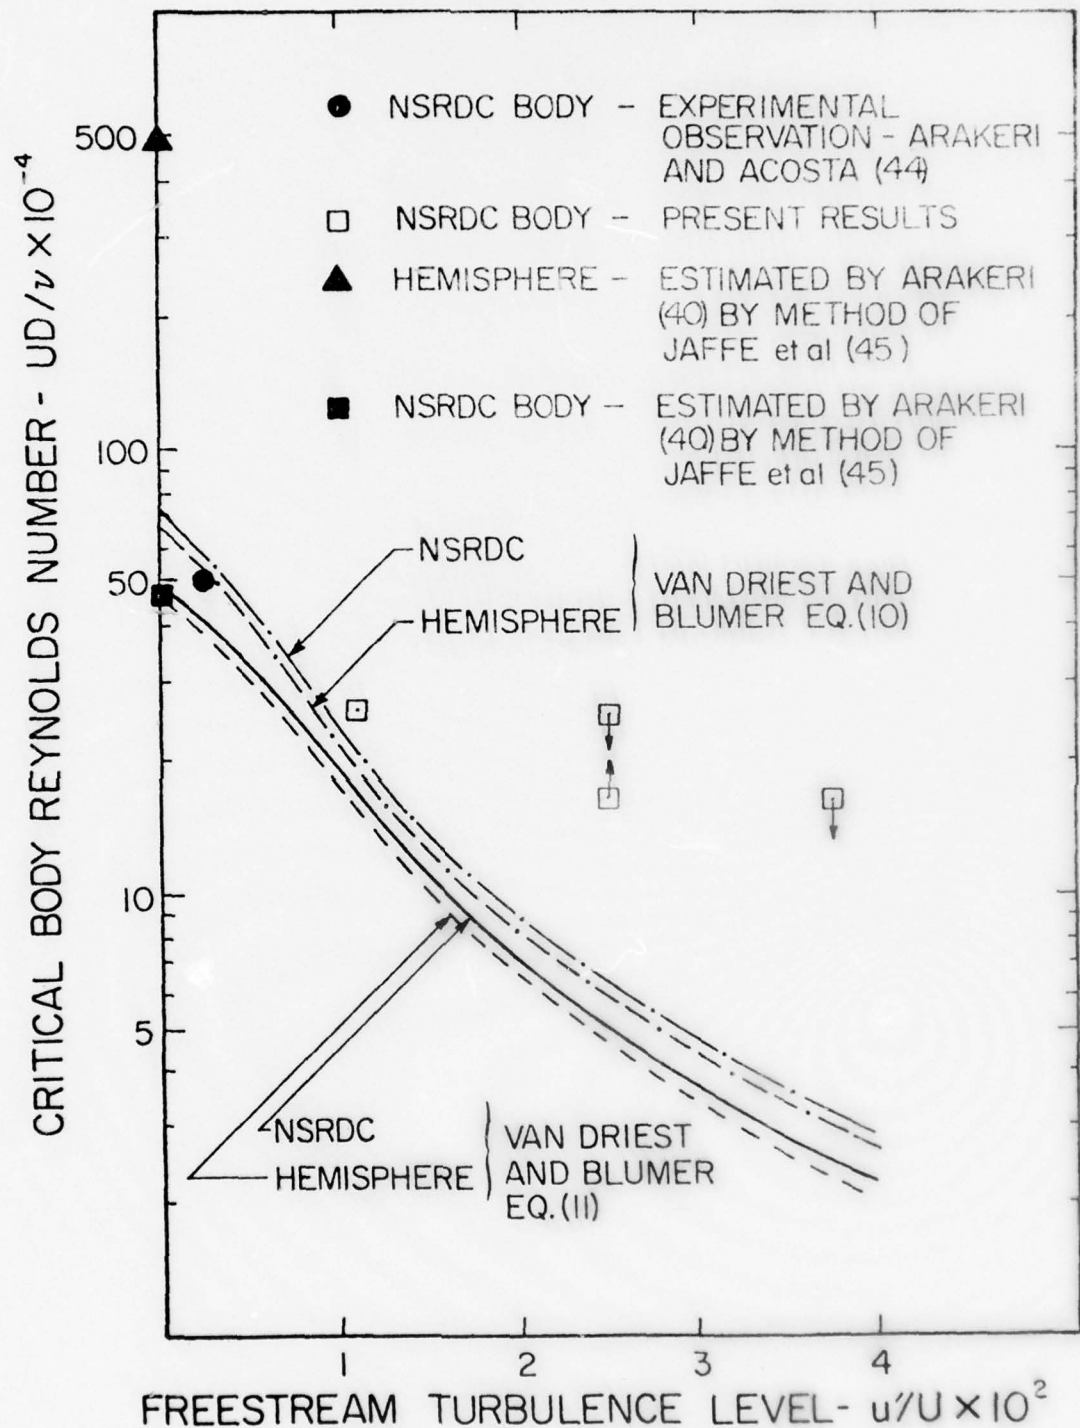 NSRDC BODY - EXPERIMENTAL
OBSERVATION - ARAKERI
AND ACOSTA (44)
NSRDC BODY - PRESENT RESULTS
HEMISPHERE - ESTIMATED BY ARAKERI
(40) BY METHOD OF
JAFFE et al (45)
NSRDC BODY - ESTIMATED BY ARAKERI
(40) BY METHOD OF
JAFFE et al (45)
CRITICAL BODY REYNOLDS NUMBER - UD/ν × 10⁻⁴
500
100
50
10
5
NSRDC
HEMISPHERE
VAN DRIEST AND
BLUMER EQ.(10)
NSRDC
HEMISPHERE
VAN DRIEST
AND BLUMER
EQ.(11)
1 2 3 4
FREESTREAM TURBULENCE LEVEL- u'/U × 10²